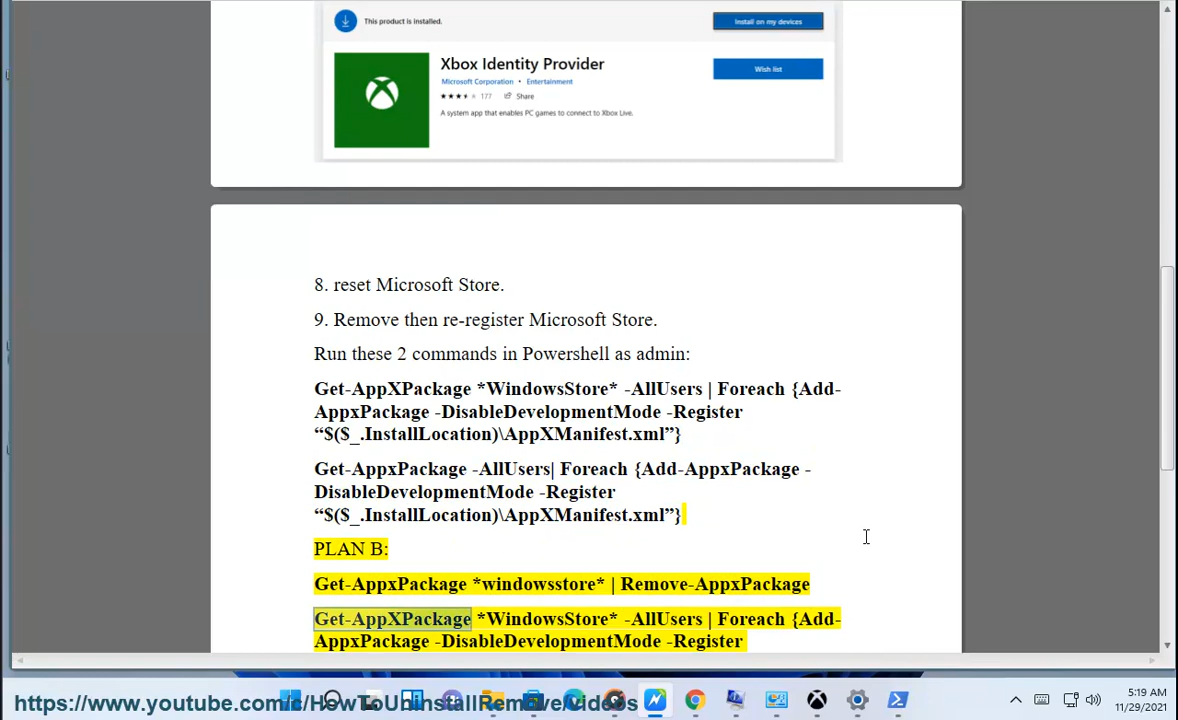 This product is installed.
Install on my devices
Xbox Identity Provider
Wish list
Microsoft Corporation • Entertainment
177 Share
A system app that enables PC games to connect to Xbox Live.
8. reset Microsoft Store.
9. Remove then re-register Microsoft Store.
Run these 2 commands in Powershell as admin:
Get-AppXPackage *WindowsStore* -AllUsers | Foreach {Add-
AppxPackage -DisableDevelopmentMode -Register
“$($_.InstallLocation)\AppXManifest.xml”}
Get-AppxPackage -AllUsers| Foreach {Add-AppxPackage -
DisableDevelopmentMode -Register
“$($_.InstallLocation)\AppXManifest.xml”}
PLAN B:
Get-AppxPackage *windowsstore* | Remove-AppxPackage
Get-AppXPackage *WindowsStore* -AllUsers | Foreach {Add-
AppxPackage -DisableDevelopmentMode -Register
https://www.youtube.com/c/HowToUninstallRemove/videos
5:19 AM
11/29/2021